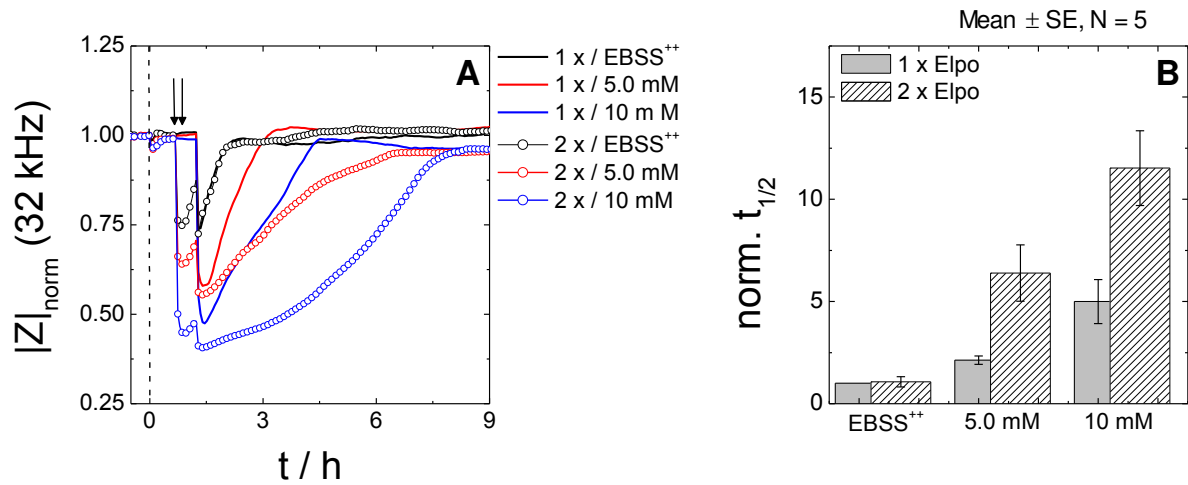 A
|Z|norm (32 kHz)
1.25
1.00
0.75
0.50
0.25
0
3
6
9
t / h
1 x / EBSS++
1 x / 5.0 mM
1 x / 10 m M
2 x / EBSS++
2 x / 5.0 mM
2 x / 10 mM
Mean ± SE, N = 5
B
1 x Elpo
2 x Elpo
norm. t1/2
15
10
5
0
EBSS++
5.0 mM
10 mM